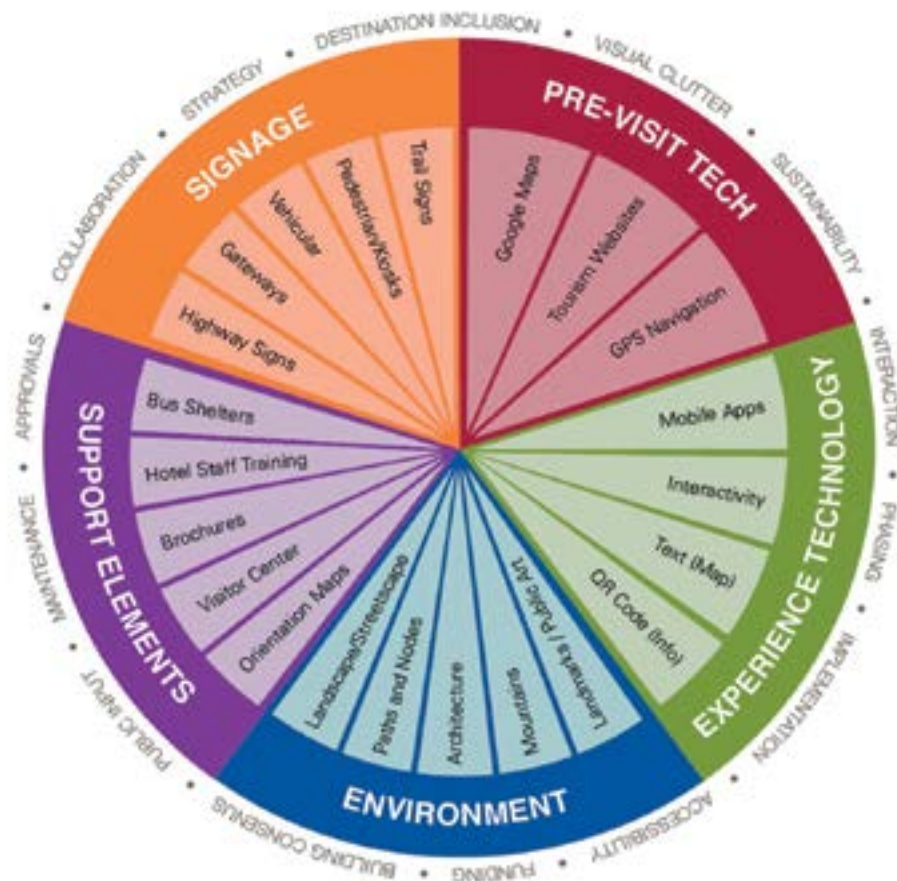 DESTINATION INCLUSION
VISUAL CLUTTER
SUSTAINABILITY
INTERACTION
PHASING
IMPLEMENTATION
ACCESSIBILITY
FUNDING
BUILDING CONSENUS
PUBLIC INPUT
MAINTENANCE
APPROVALS
COLLABORATION
STRATEGY
SIGNAGE
Highway Signs
Gateways
Vehicular
Pedestrian/Kiosks
Trail Signs
PRE-VISIT TECH
Google Maps
Tourism Websites
GPS Navigation
EXPERIENCE TECHNOLOGY
Mobile Apps
Interactivity
Text (Map)
QR Code (Info)
ENVIRONMENT
Landmarks / Public Art
Mountains
Architecture
Paths and Nodes
Landscape/Streetscape
SUPPORT ELEMENTS
Orientation Maps
Visitor Center
Brochures
Hotel Staff Training
Bus Shelters